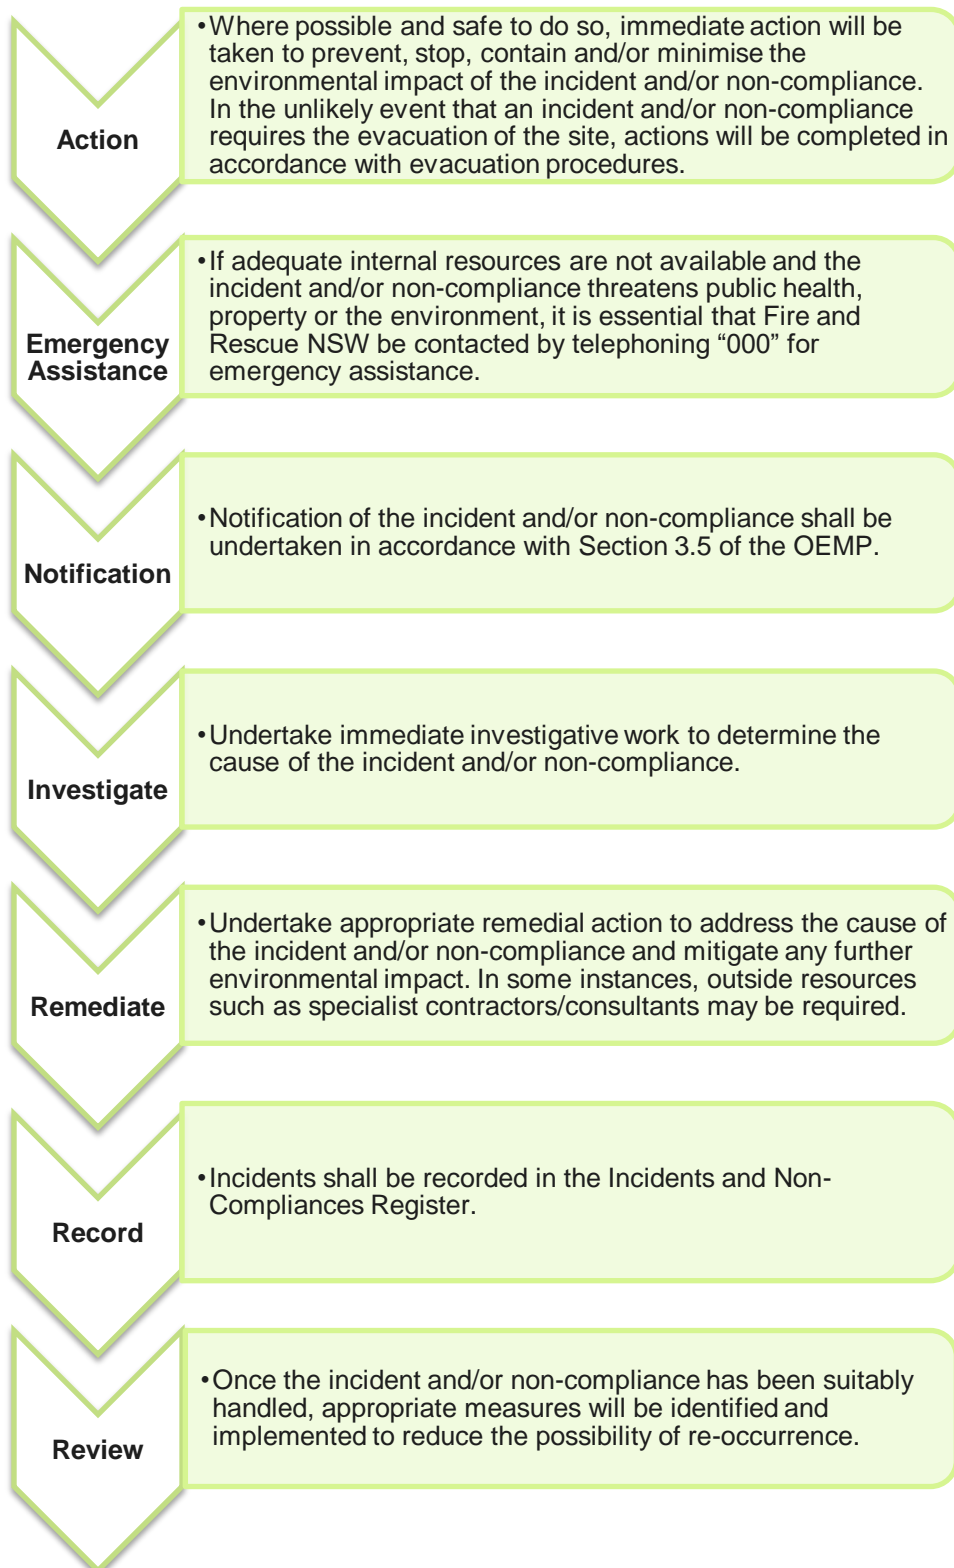 Action
•Where possible and safe to do so, immediate action will be
taken to prevent, stop, contain and/or minimise the
environmental impact of the incident and/or non-compliance.
In the unlikely event that an incident and/or non-compliance
requires the evacuation of the site, actions will be completed in
accordance with evacuation procedures.
Emergency
Assistance
•If adequate internal resources are not available and the
incident and/or non-compliance threatens public health,
property or the environment, it is essential that Fire and
Rescue NSW be contacted by telephoning “000” for
emergency assistance.
Notification
•Notification of the incident and/or non-compliance shall be
undertaken in accordance with Section 3.5 of the OEMP.
Investigate
•Undertake immediate investigative work to determine the
cause of the incident and/or non-compliance.
Remediate
•Undertake appropriate remedial action to address the cause of
the incident and/or non-compliance and mitigate any further
environmental impact. In some instances, outside resources
such as specialist contractors/consultants may be required.
Record
•Incidents shall be recorded in the Incidents and Non-
Compliances Register.
Review
•Once the incident and/or non-compliance has been suitably
handled, appropriate measures will be identified and
implemented to reduce the possibility of re-occurrence.